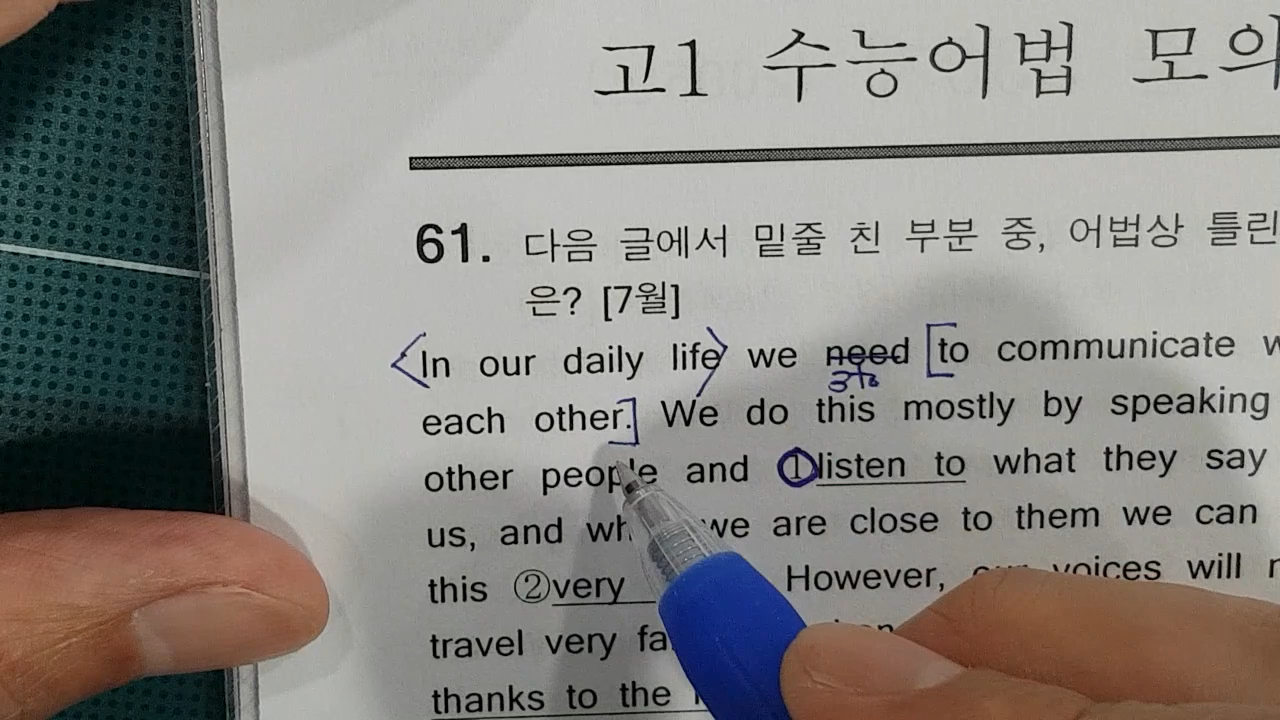 고1 수능어법 모의
61. 다음 글에서 밑줄 친 부분 중, 어법상 틀린
은? [7월]
In our daily life we need to communicate
each other. We do this mostly by speaking
other people and ①listen to what they say
us, and we are close to them we can
this ②very However, voices will
travel very
thanks to the